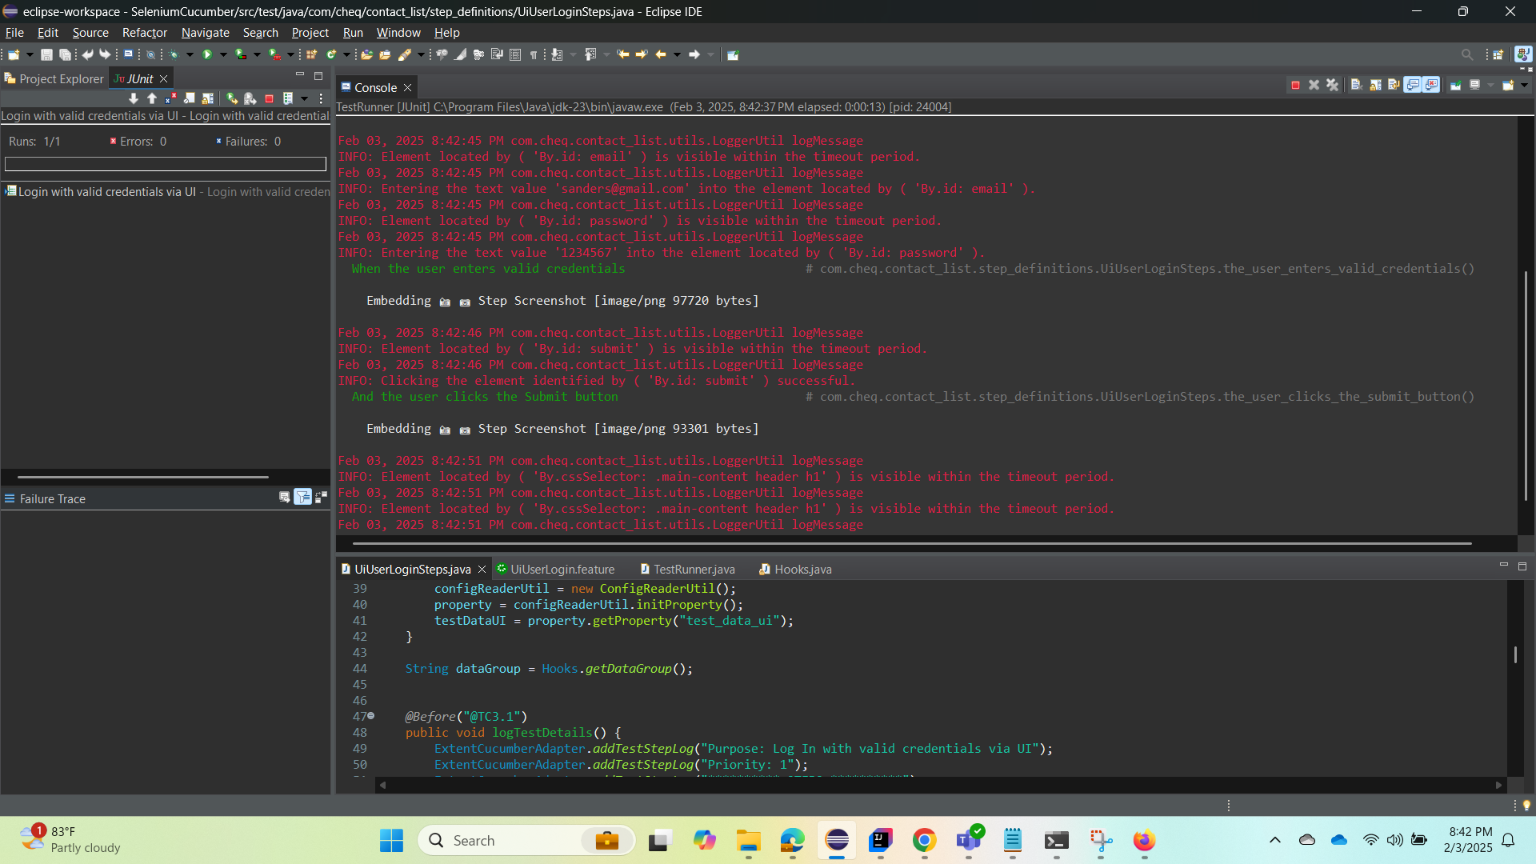 eclipse-workspace - SeleniumCucumber/src/test/java/com/cheq/contact_list/step_definitions/UiUserLoginSteps.java - Eclipse IDE
File Edit Source Refactor Navigate Search Project Run Window Help
Project Explorer JUnit
Login with valid credentials via UI - Login with valid credential
Runs: 1/1 Errors: 0 Failures: 0
Login with valid credentials via UI - Login with valid creden
Failure Trace
Console
TestRunner [JUnit] C:\Program Files\Java\jdk-23\bin\javaw.exe (Feb 3, 2025, 8:42:37 PM elapsed: 0:00:13) [pid: 24004]
Feb 03, 2025 8:42:45 PM com.cheq.contact_list.utils.LoggerUtil logMessage
INFO: Element located by ( 'By.id: email' ) is visible within the timeout period.
Feb 03, 2025 8:42:45 PM com.cheq.contact_list.utils.LoggerUtil logMessage
INFO: Entering the text value 'sanders@gmail.com' into the element located by ( 'By.id: email' ).
Feb 03, 2025 8:42:45 PM com.cheq.contact_list.utils.LoggerUtil logMessage
INFO: Element located by ( 'By.id: password' ) is visible within the timeout period.
Feb 03, 2025 8:42:45 PM com.cheq.contact_list.utils.LoggerUtil logMessage
INFO: Entering the text value '1234567' into the element located by ( 'By.id: password' ).
When the user enters valid credentials # com.cheq.contact_list.step_definitions.UiUserLoginSteps.the_user_enters_valid_credentials()
Embedding Step Screenshot [image/png 97720 bytes]
Feb 03, 2025 8:42:46 PM com.cheq.contact_list.utils.LoggerUtil logMessage
INFO: Element located by ( 'By.id: submit' ) is visible within the timeout period.
Feb 03, 2025 8:42:46 PM com.cheq.contact_list.utils.LoggerUtil logMessage
INFO: Clicking the element identified by ( 'By.id: submit' ) successful.
And the user clicks the Submit button # com.cheq.contact_list.step_definitions.UiUserLoginSteps.the_user_clicks_the_submit_button()
Embedding Step Screenshot [image/png 93301 bytes]
Feb 03, 2025 8:42:51 PM com.cheq.contact_list.utils.LoggerUtil logMessage
INFO: Element located by ( 'By.cssSelector: .main-content header h1' ) is visible within the timeout period.
Feb 03, 2025 8:42:51 PM com.cheq.contact_list.utils.LoggerUtil logMessage
INFO: Element located by ( 'By.cssSelector: .main-content header h1' ) is visible within the timeout period.
Feb 03, 2025 8:42:51 PM com.cheq.contact_list.utils.LoggerUtil logMessage
UiUserLoginSteps.java UiUserLogin.feature TestRunner.java Hooks.java
39 configReaderUtil = new ConfigReaderUtil();
40 property = configReaderUtil.initProperty();
41 testDataUI = property.getProperty("test_data_ui");
42 }
43
44 String dataGroup = Hooks.getDataGroup();
45
46
47 @Before("@TC3.1")
48 public void logTestDetails() {
49 ExtentCucumberAdapter.addTestStepLog("Purpose: Log In with valid credentials via UI");
50 ExtentCucumberAdapter.addTestStepLog("Priority: 1");
1
83°F
Partly cloudy
Search
8:42 PM
2/3/2025